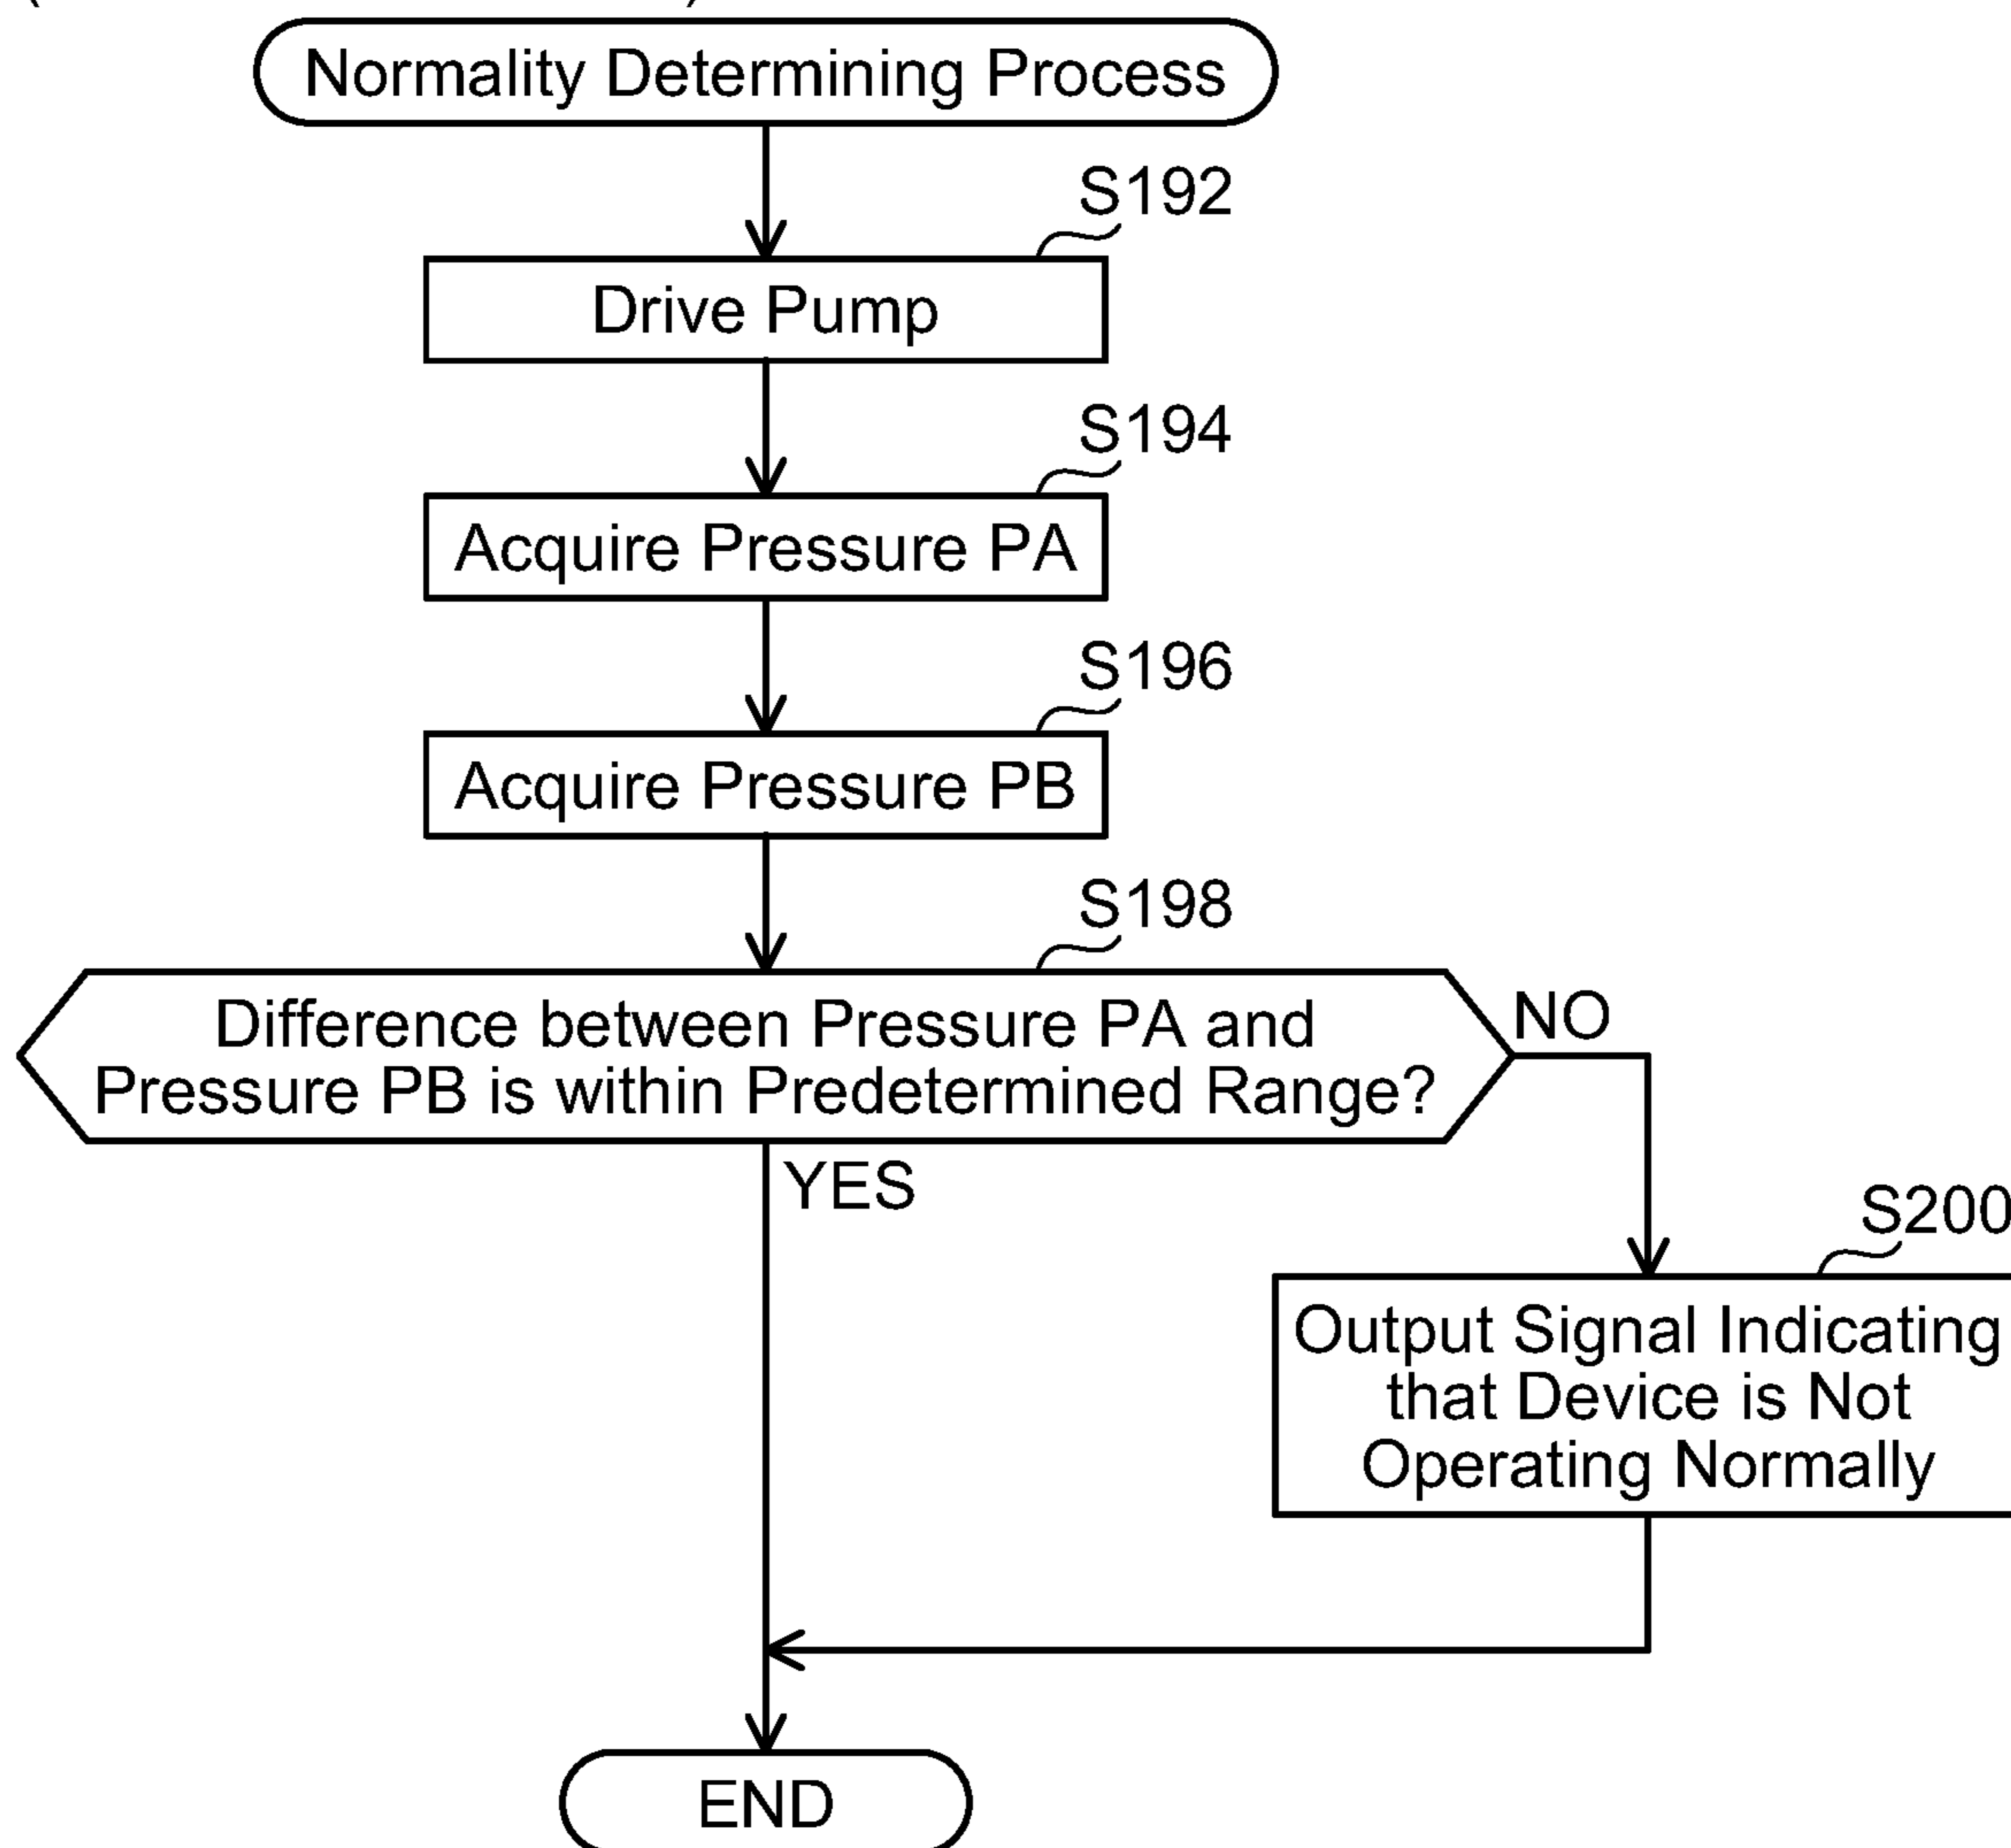 Normality Determining Process
S192
Drive Pump
S194
Acquire Pressure PA
S196
Acquire Pressure PB
S198
Difference between Pressure PA and
Pressure PB is within Predetermined Range?
NO
YES
S200
Output Signal Indicating
that Device is Not
Operating Normally
END